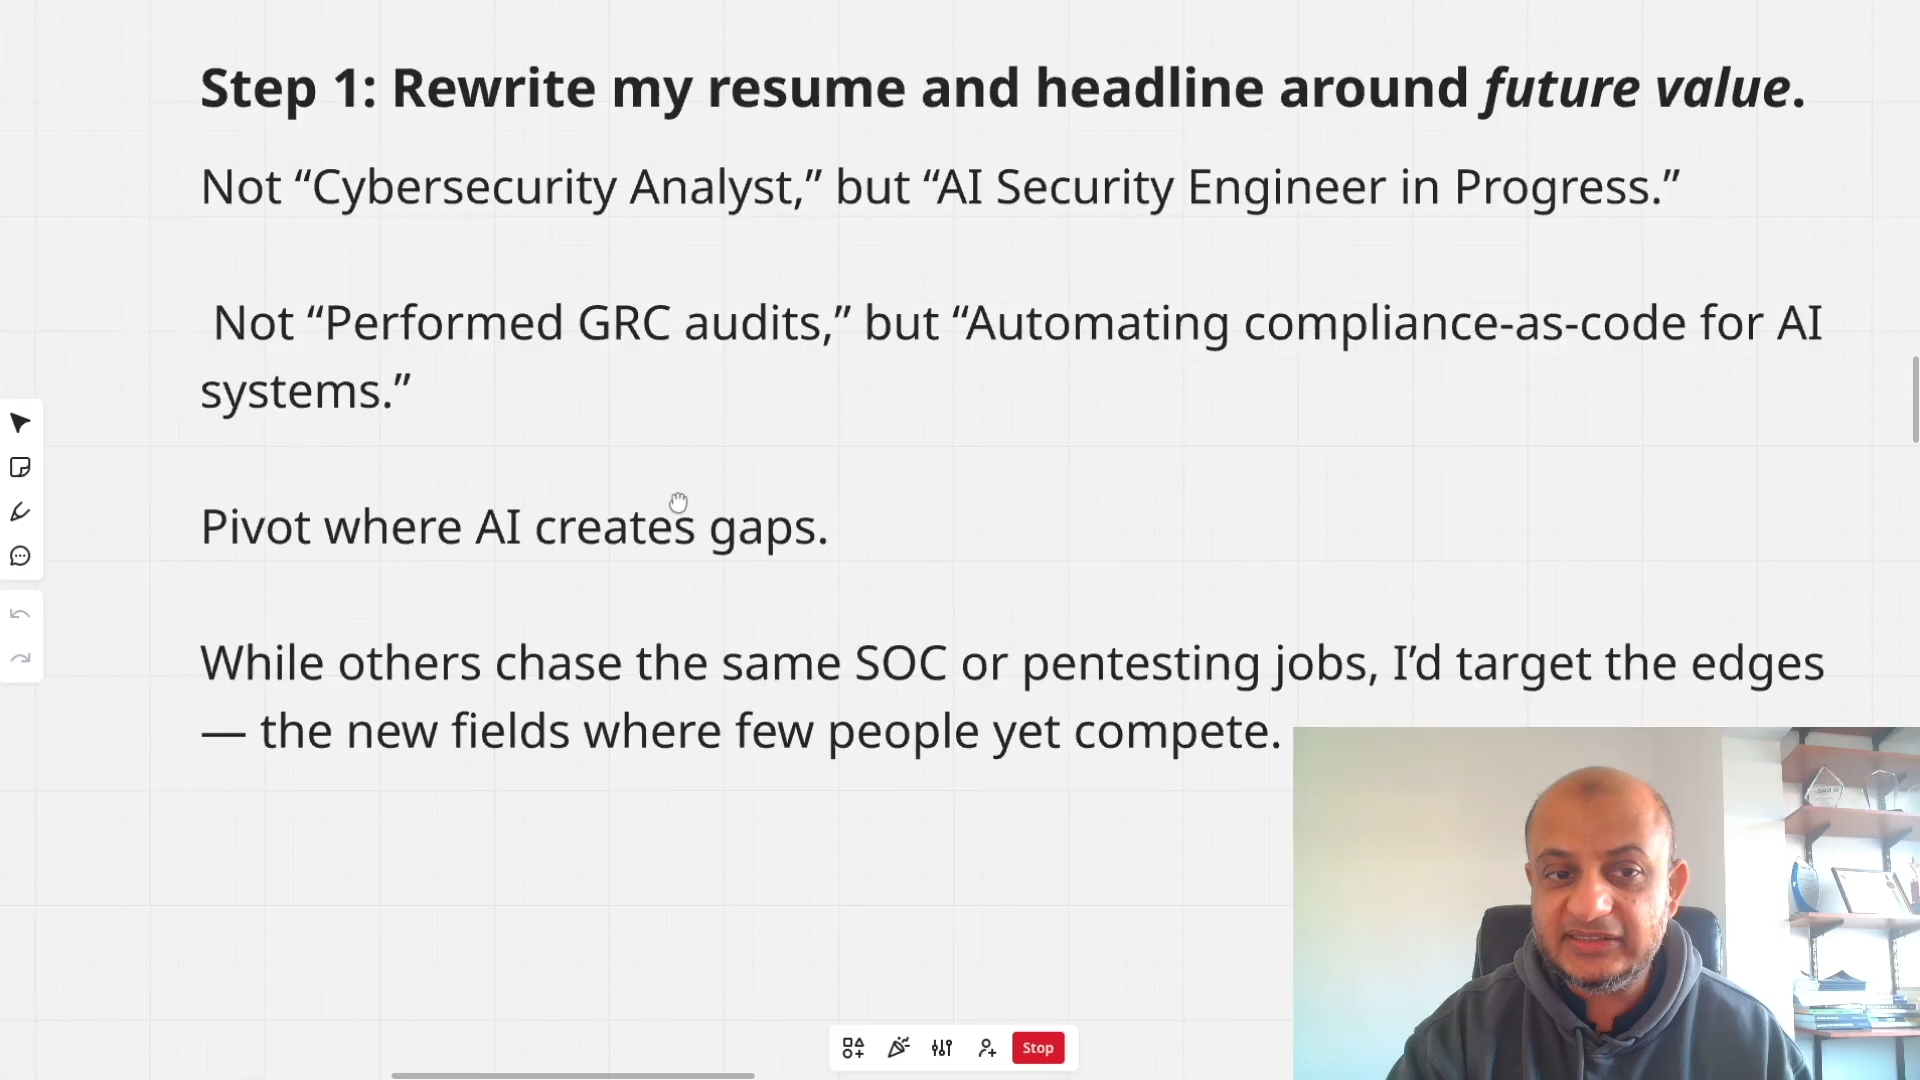 Step 1: Rewrite my resume and headline around future value.
Not “Cybersecurity Analyst,” but “AI Security Engineer in Progress.”
Not “Performed GRC audits,” but “Automating compliance-as-code for AI
systems.”
Pivot where AI creates gaps.
While others chase the same SOC or pentesting jobs, I’d target the edges
— the new fields where few people yet compete.
Stop